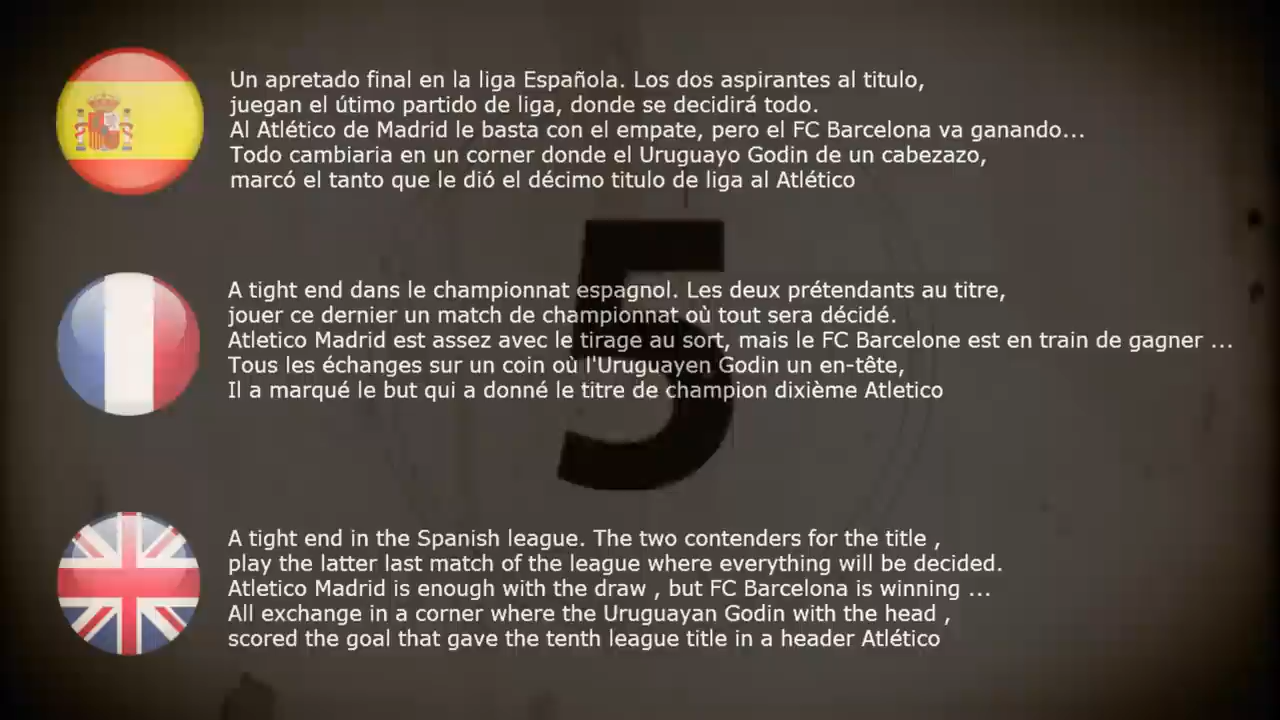 Un apretado final en la liga Española. Los dos aspirantes al titulo,
juegan el útimo partido de liga, donde se decidirá todo.
Al Atlético de Madrid le basta con el empate, pero el FC Barcelona va ganando...
Todo cambiaria en un corner donde el Uruguayo Godin de un cabezazo,
marcó el tanto que le dió el décimo titulo de liga al Atlético
A tight end dans le championnat espagnol. Les deux prétendants au titre,
jouer ce dernier un match de championnat où tout sera décidé.
Atletico Madrid est assez avec le tirage au sort, mais le FC Barcelone est en train de gagner ...
Tous les échanges sur un coin où l'Uruguayen Godin un en-tête,
Il a marqué le but qui a donné le titre de champion dixième Atletico
5
A tight end in the Spanish league. The two contenders for the title ,
play the latter last match of the league where everything will be decided.
Atletico Madrid is enough with the draw , but FC Barcelona is winning ...
All exchange in a corner where the Uruguayan Godin with the head ,
scored the goal that gave the tenth league title in a header Atlético